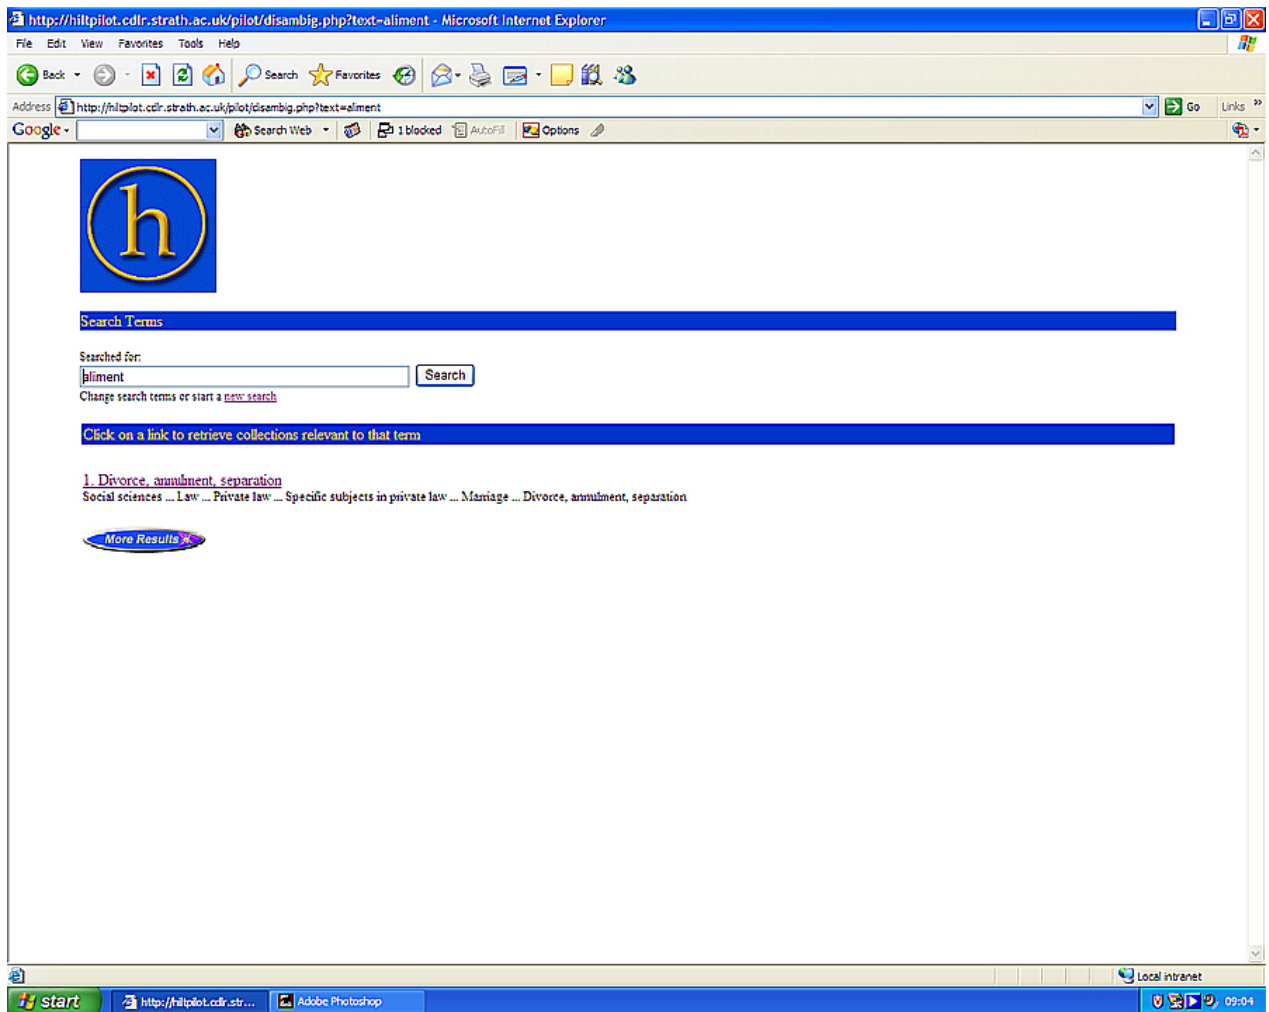 http://hiltpilot.cdlr.strath.ac.uk/pilot/disambig.php?text=aliment - Microsoft Internet Explorer
File Edit View Favorites Tools Help
Back Search Favorites
Address http://hiltpilot.cdlr.strath.ac.uk/pilot/disambig.php?text=aliment Go Links »
Google Search Web 1 blocked AutoFill Options
h
Search Terms
Searched for:
aliment Search
Change search terms or start a new search
Click on a link to retrieve collections relevant to that term
1. Divorce, annulment, separation
Social sciences ... Law ... Private law ... Specific subjects in private law ... Marriage ... Divorce, annulment, separation
More Results
Local intranet
start http://hiltpilot.cdlr.str... Adobe Photoshop 09:04